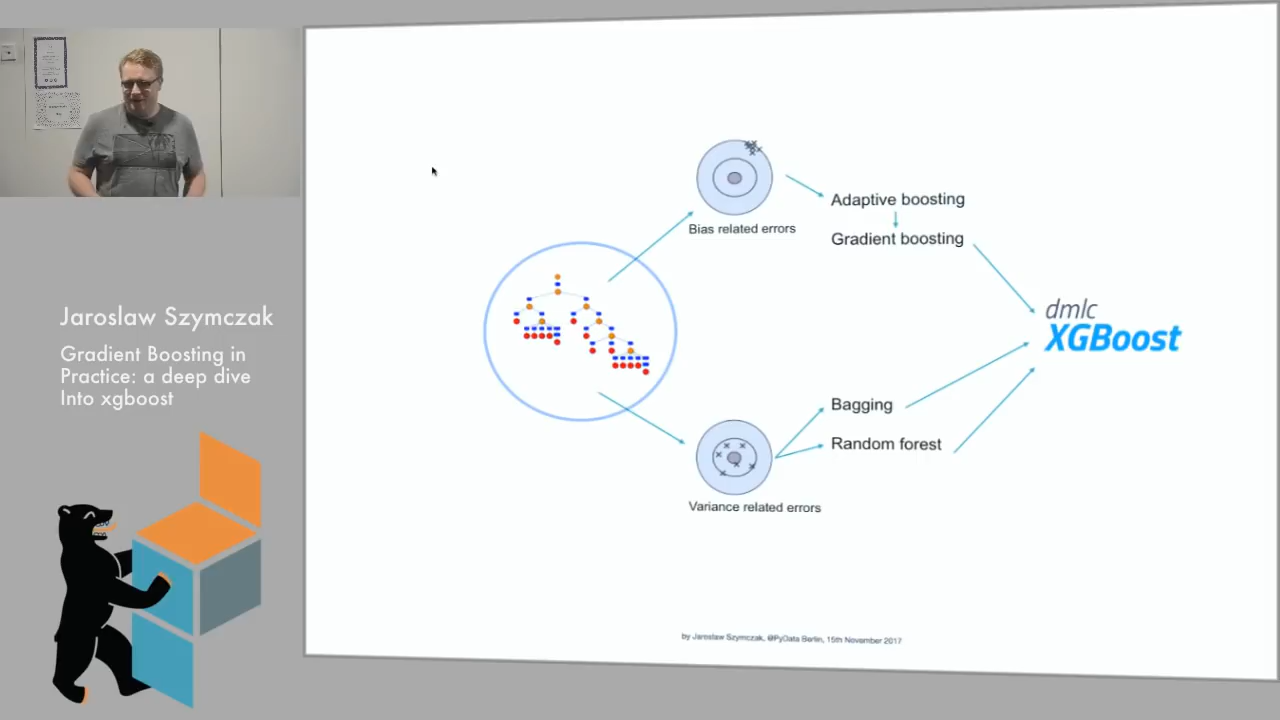 Jaroslaw Szymczak
Gradient Boosting in
Practice: a deep dive
Into xgboost
Bias related errors
Adaptive boosting
Gradient boosting
dmlc
XGBoost
Bagging
Random forest
Variance related errors
by Jaroslaw Szymczak, @PyData Berlin, 15th November 2017